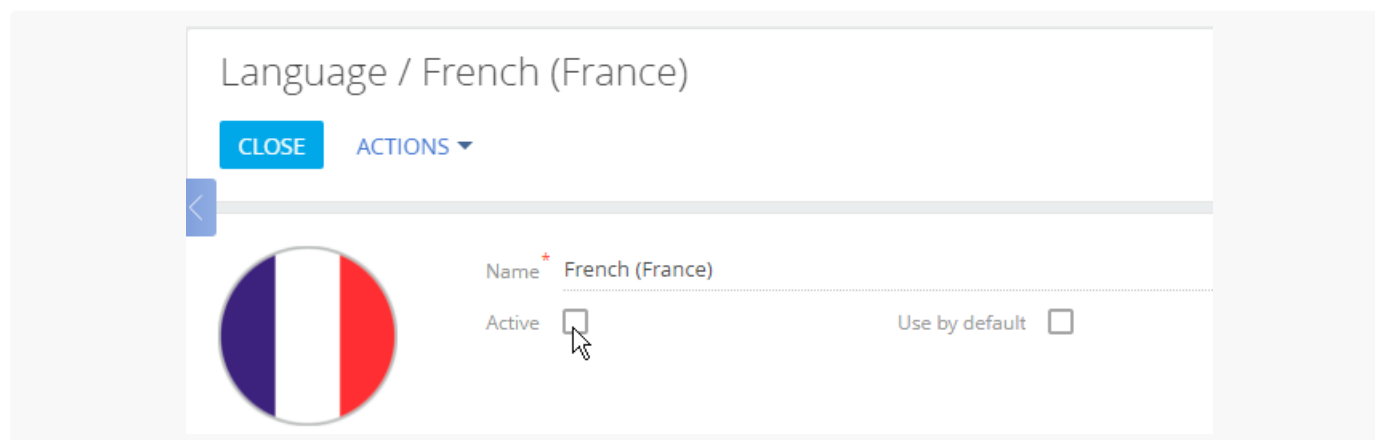 Language / French (France)
CLOSE ACTIONS
Name* French (France)
Active Use by default